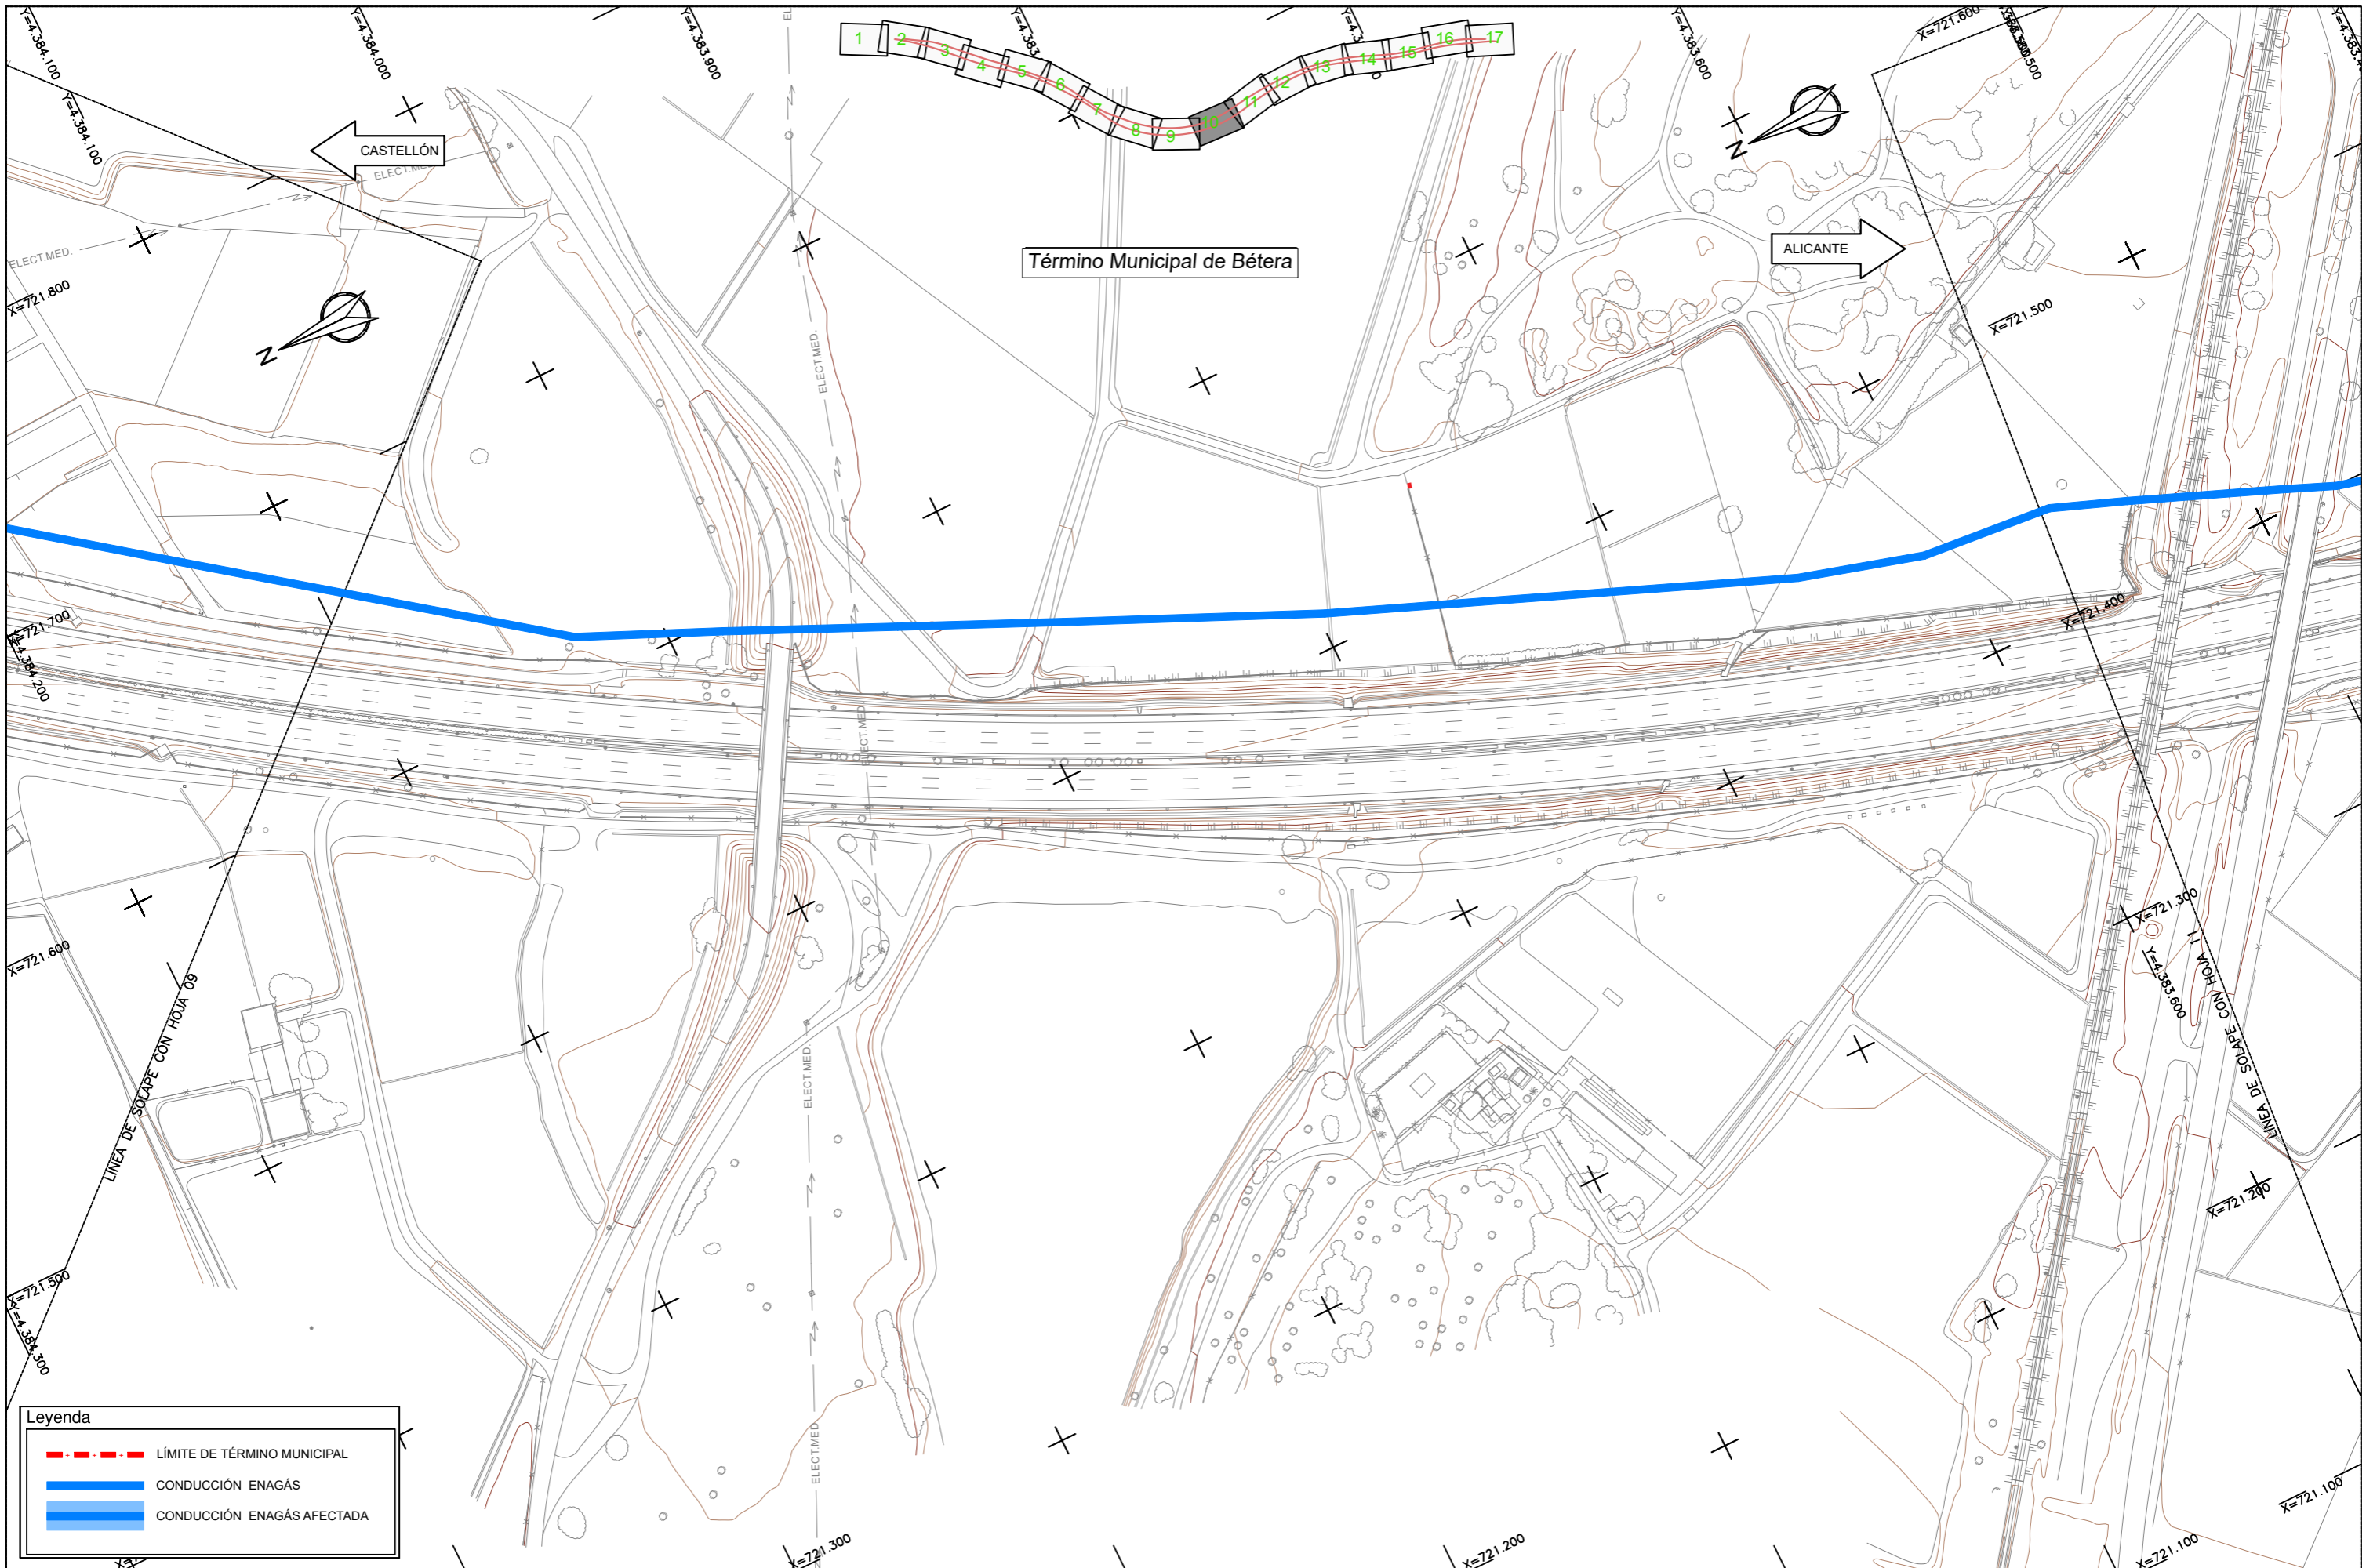 Y=4.384.100
Y=4.384.000
Y=4.383.900
Y=4.383.600
X=721.600
1 2 3 4 5 6 7 8 9 10 11 12 13 14 15 16 17
Y=4.384.100
CASTELLÓN
N
ELECT.MED.
Término Municipal de Bétera
ALICANTE
ELECT.MED.
X=721.800
N
X=721.500
ELECT.MED.
X=721.700
Y=4.384.200
X=721.400
ELECT.MED.
X=721.600
X=721.300
Y=4.383.600
LINEA DE SOLAPE CON HOJA 09
LINEA DE SOLAPE CON HOJA 11
ELECT.MED.
X=721.200
X=721.500
Y=4.384.300
Leyenda
LÍMITE DE TÉRMINO MUNICIPAL
CONDUCCIÓN ENAGÁS
CONDUCCIÓN ENAGÁS AFECTADA
ELECT.MED.
X=721.100
X=721.300
X=721.200
X=721.100